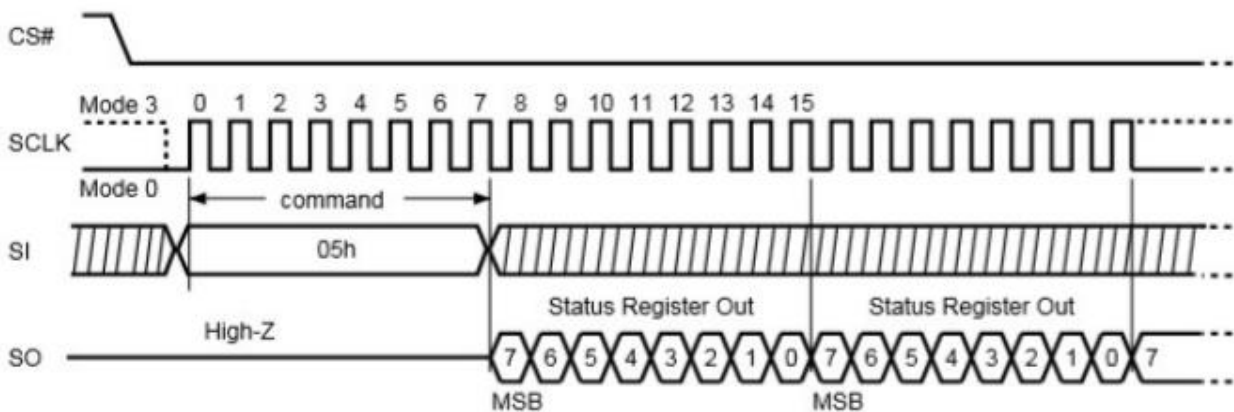 CS#
Mode 3 0 1 2 3 4 5 6 7 8 9 10 11 12 13 14 15
SCLK
Mode 0
command
SI 05h
Status Register Out Status Register Out
High-Z
SO 7 6 5 4 3 2 1 0 7 6 5 4 3 2 1 0 7
MSB MSB